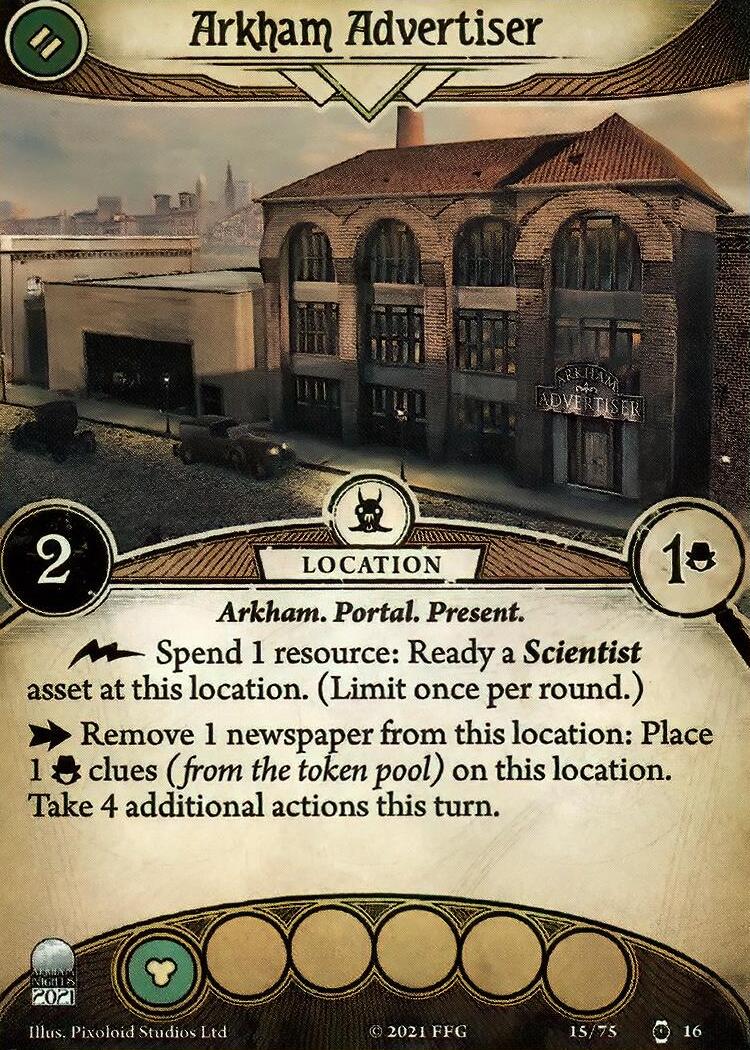 Arkham Advertiser
ARKHAM
ADVERTISER
2
1
LOCATION
Arkham. Portal. Present.
Spend 1 resource: Ready a Scientist
asset at this location. (Limit once per round.)
Remove 1 newspaper from this location: Place
1 clues (from the token pool) on this location.
Take 4 additional actions this turn.
ARKHAM
NIGHTS
2021
Illus. Pixoloid Studios Ltd
© 2021 FFG
15/75
16